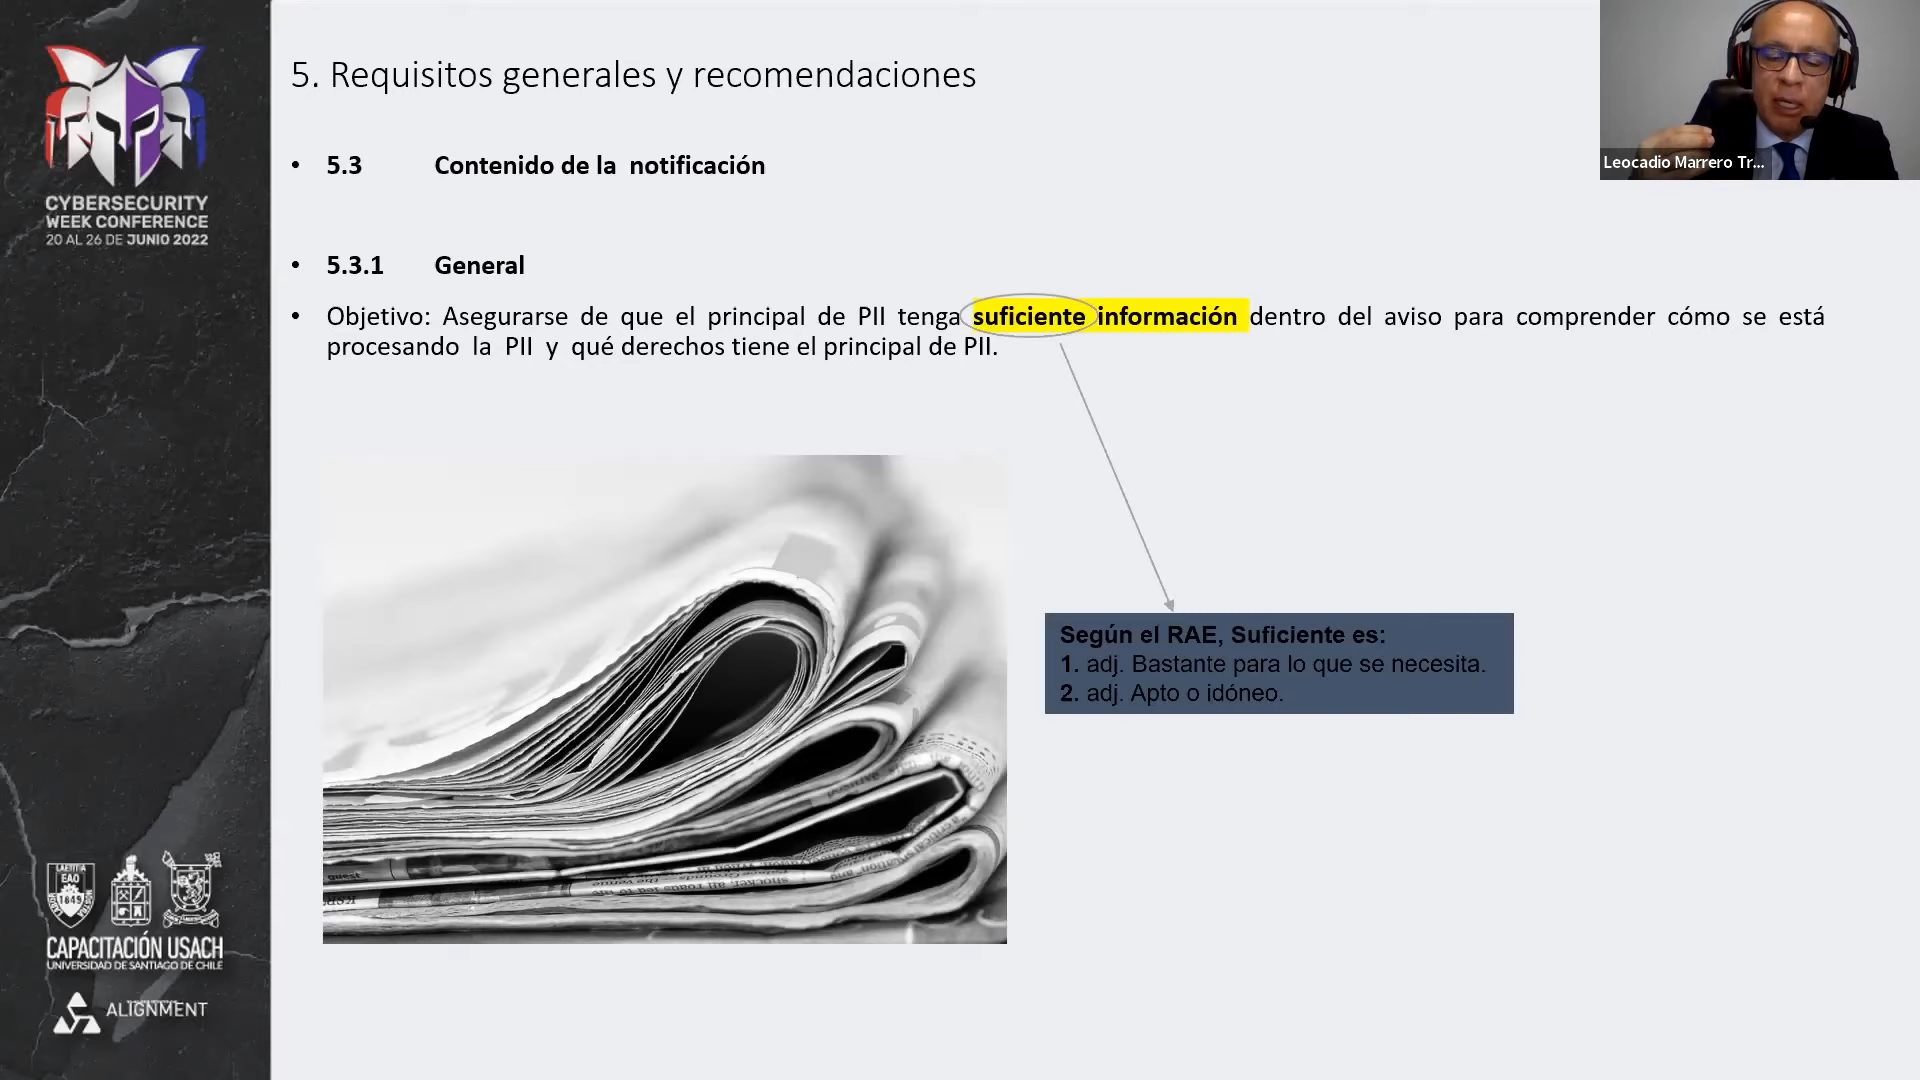 CYBERSECURITY
WEEK CONFERENCE
20 AL 26 DE JUNIO 2022
5. Requisitos generales y recomendaciones
• 5.3 Contenido de la notificación
• 5.3.1 General
• Objetivo: Asegurarse de que el principal de PII tenga suficiente información dentro del aviso para comprender cómo se está
procesando la PII y qué derechos tiene el principal de PII.
Según el RAE, Suficiente es:
1. adj. Bastante para lo que se necesita.
2. adj. Apto o idóneo.
Leocadio Marrero Tr...
LAETITIA
EAO
1849
CAPACITACIÓN USACH
UNIVERSIDAD DE SANTIAGO DE CHILE
ALIGNMENT